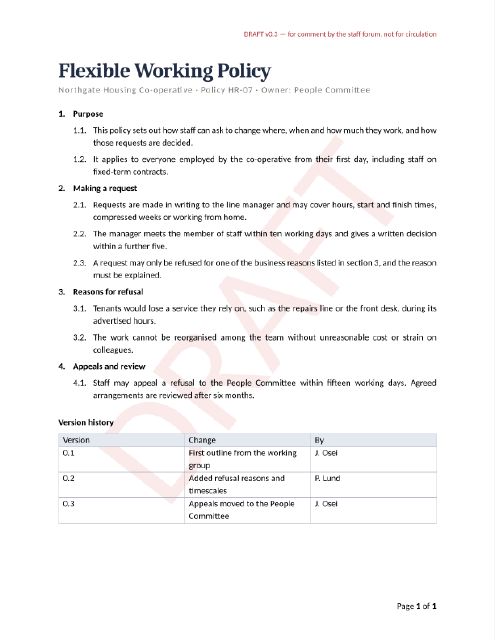 DRAFT v0.3 — for comment by the staff forum, not for circulation
Flexible Working Policy
Northgate Housing Co-operative · Policy HR-07 · Owner: People Committee
1. Purpose
1.1. This policy sets out how staff can ask to change where, when and how much they work, and how
those requests are decided.
1.2. It applies to everyone employed by the co-operative from their first day, including staff on
fixed-term contracts.
2. Making a request
2.1. Requests are made in writing to the line manager and may cover hours, start and finish times,
compressed weeks or working from home.
2.2. The manager meets the member of staff within ten working days and gives a written decision
within a further five.
2.3. A request may only be refused for one of the business reasons listed in section 3, and the reason
must be explained.
3. Reasons for refusal
3.1. Tenants would lose a service they rely on, such as the repairs line or the front desk, during its
advertised hours.
3.2. The work cannot be reorganised among the team without unreasonable cost or strain on
colleagues.
4. Appeals and review
4.1. Staff may appeal a refusal to the People Committee within fifteen working days. Agreed
arrangements are reviewed after six months.
Version history
Version Change By
0.1 First outline from the working J. Osei
group
0.2 Added refusal reasons and P. Lund
timescales
0.3 Appeals moved to the People J. Osei
Committee
DRAFT
Page 1 of 1